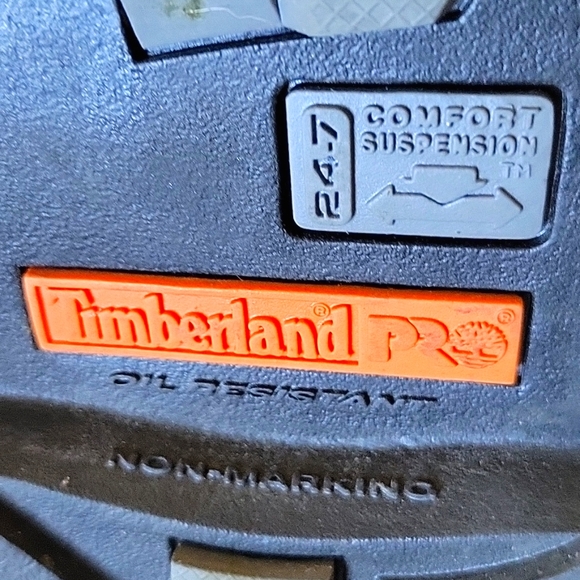 24-7
COMFORT
SUSPENSION
TM
Timberland® PRO®
OIL RESISTANT
NON-MARKING